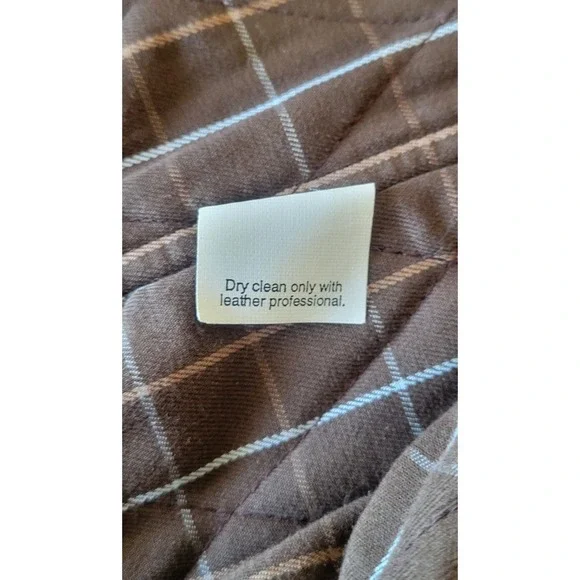 Dry clean only with
leather professional.